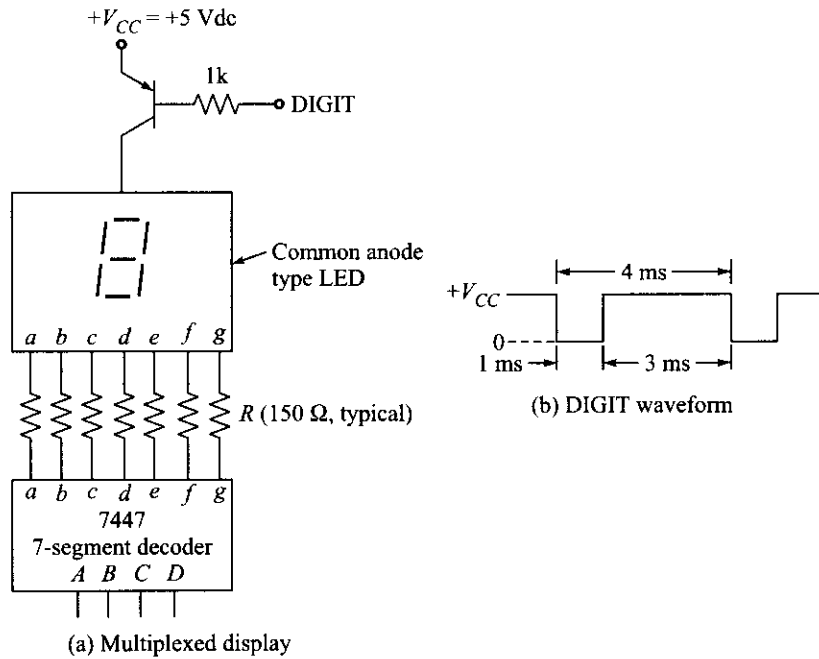 +V_CC = +5 Vdc
1k
DIGIT
Common anode
type LED
a b c d e f g
R (150 Ω, typical)
a b c d e f g
7447
7-segment decoder
A B C D
(a) Multiplexed display
4 ms
+V_CC
0
1 ms
3 ms
(b) DIGIT waveform